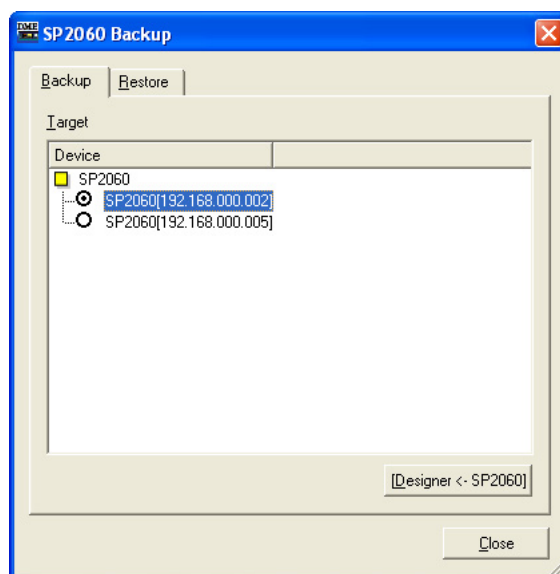 DME
SP2060 Backup
Backup Restore
Target
Device
SP2060
SP2060[192.168.000.002]
SP2060[192.168.000.005]
[Designer <- SP2060]
Close